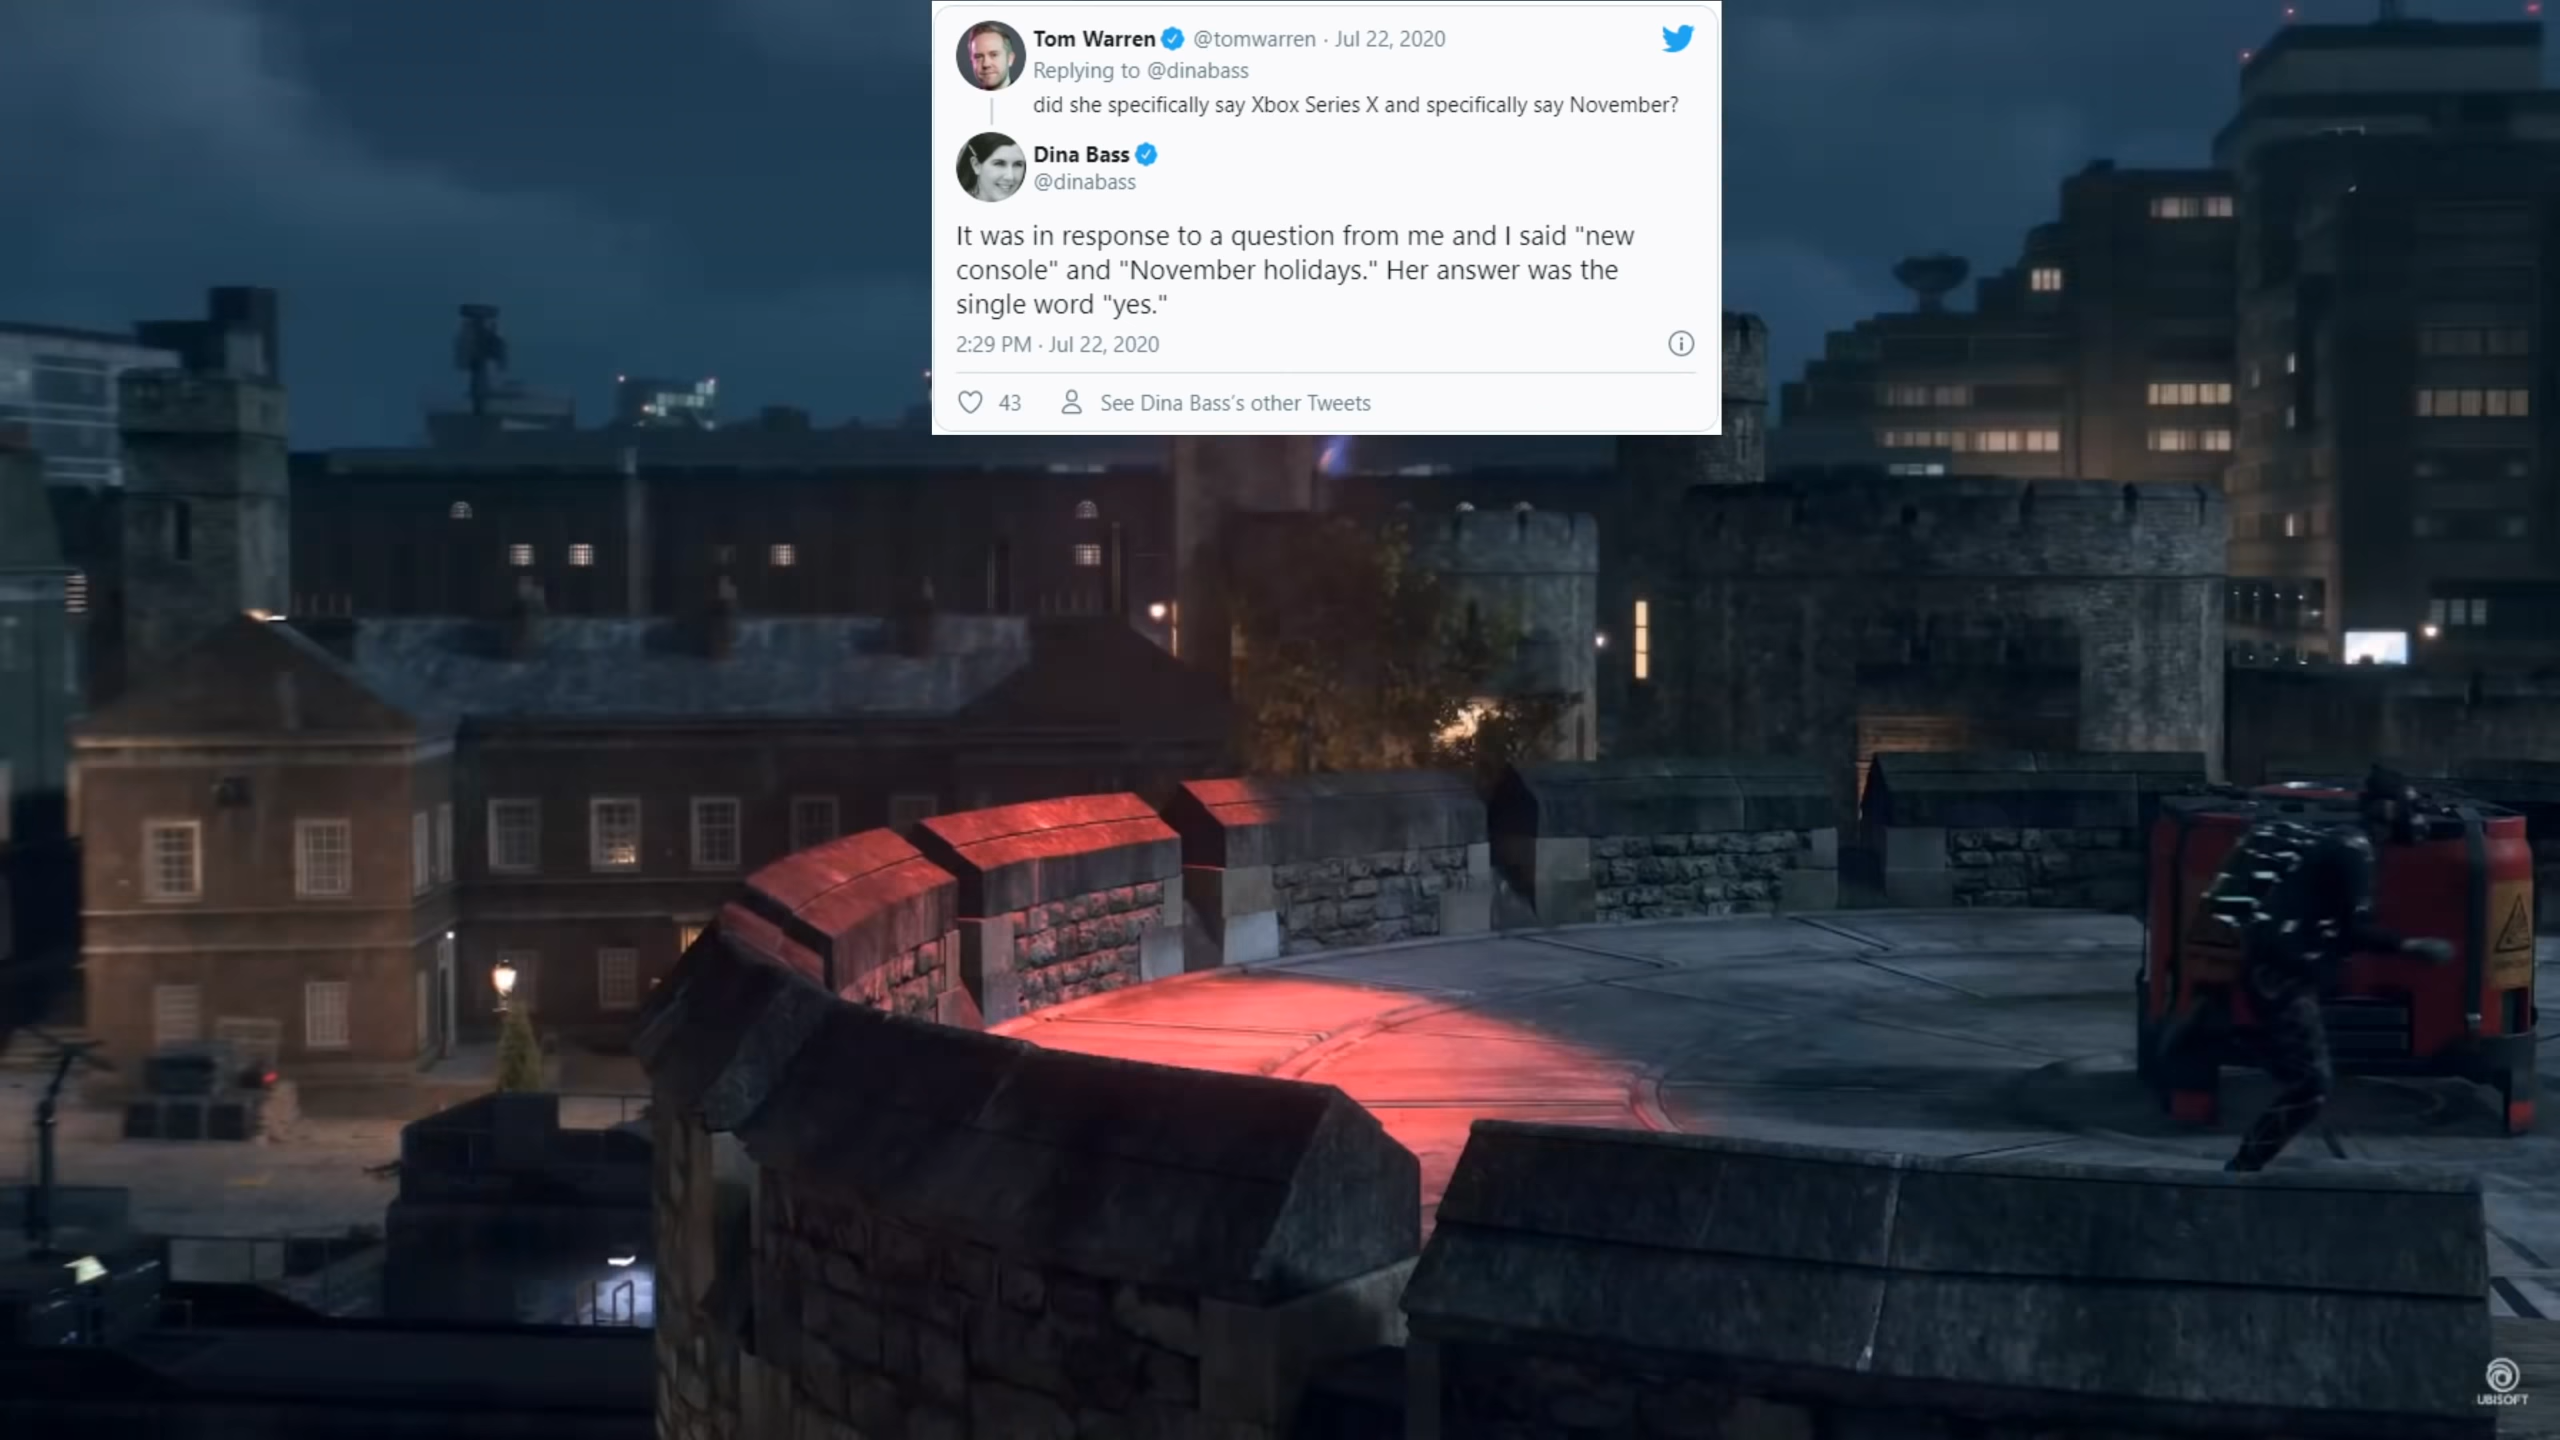 Tom Warren @tomwarren · Jul 22, 2020
Replying to @dinabass
did she specifically say Xbox Series X and specifically say November?
Dina Bass
@dinabass
It was in response to a question from me and I said "new
console" and "November holidays." Her answer was the
single word "yes."
2:29 PM · Jul 22, 2020
43 See Dina Bass's other Tweets
UBISOFT